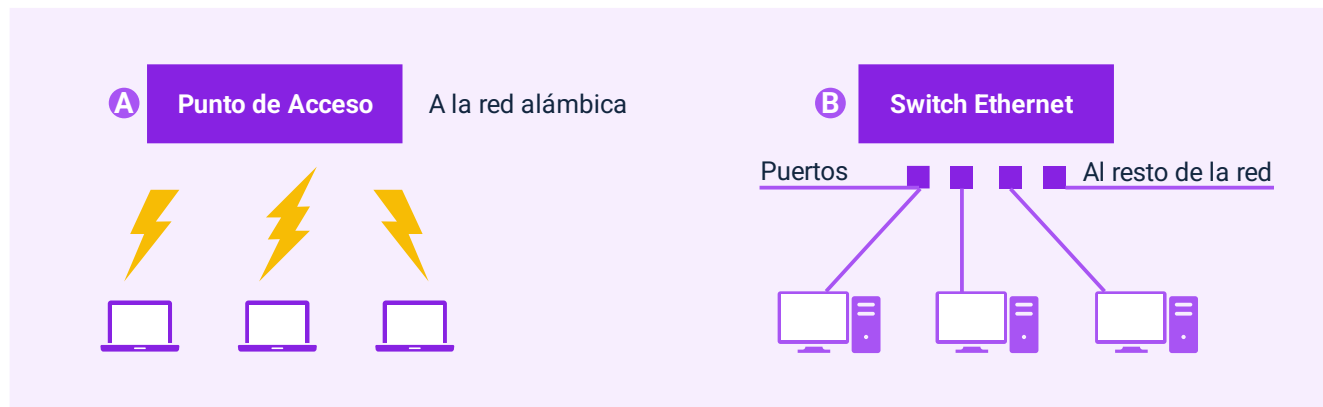 A
Punto de Acceso
A la red alámbica
B
Switch Ethernet
Puertos
Al resto de la red